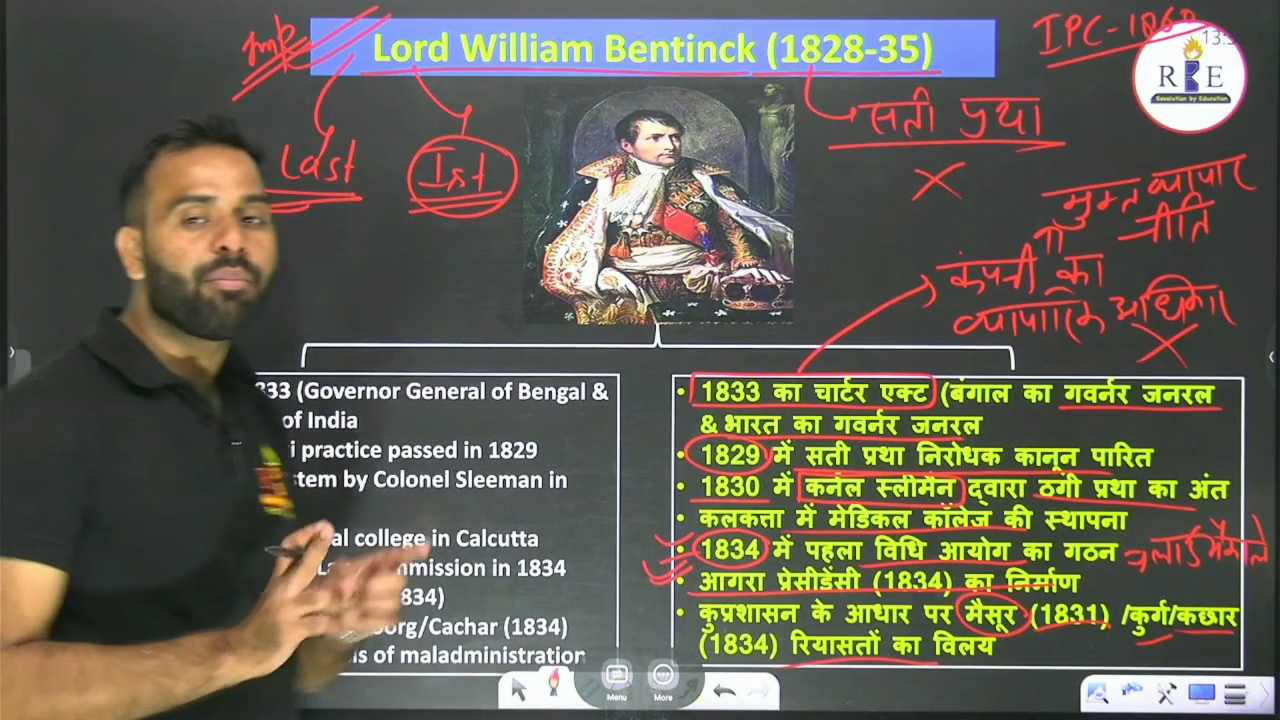 Lord William Bentinck (1828-35)
Imp
IPC-1860
13:
R E
Revolution by Education
Last
Ist
सती प्रथा
मुक्त व्यापार
नीति
कंपनी का
व्यापारिक अधिकार
833 (Governor General of Bengal &
of India
i practice passed in 1829
stem by Colonel Sleeman in
al college in Calcutta
mmission in 1834
834)
org/Cachar (1834)
s of maladministration
• 1833 का चार्टर एक्ट (बंगाल का गवर्नर जनरल
& भारत का गवर्नर जनरल
• 1829 में सती प्रथा निरोधक कानून पारित
• 1830 में कर्नल स्लीमैन द्वारा ठगी प्रथा का अंत
• कलकत्ता में मेडिकल कॉलेज की स्थापना
• 1834 में पहला विधि आयोग का गठन
लार्ड मैकाले
• आगरा प्रेसीडेंसी (1834) का निर्माण
• कुप्रशासन के आधार पर मैसूर (1831) /कुर्ग/कछार
(1834) रियासतों का विलय
Menu
More